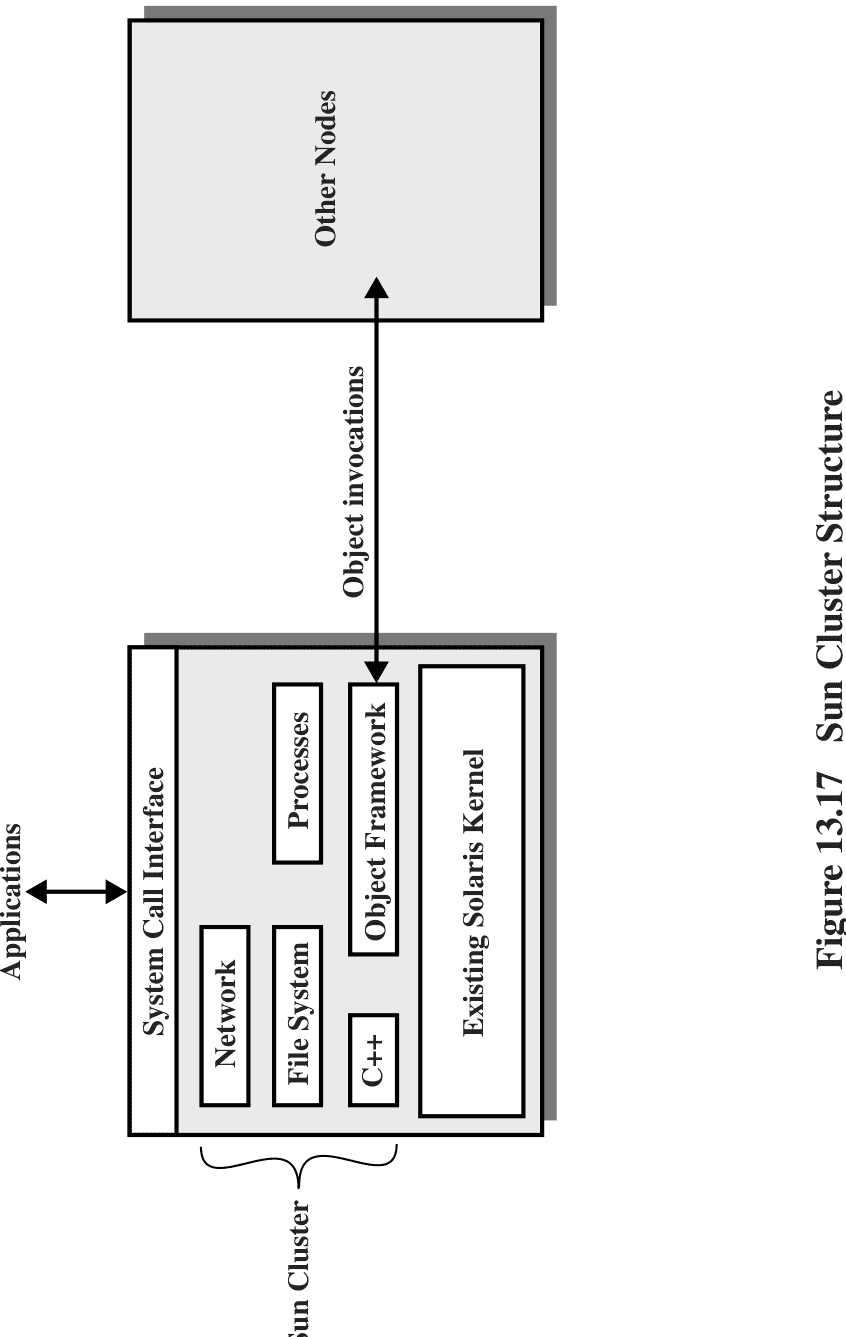 Applications
System Call Interface
Network
File System
Processes
Sun Cluster
C++
Object Framework
Existing Solaris Kernel
Object invocations
Other Nodes
Figure 13.17 Sun Cluster Structure